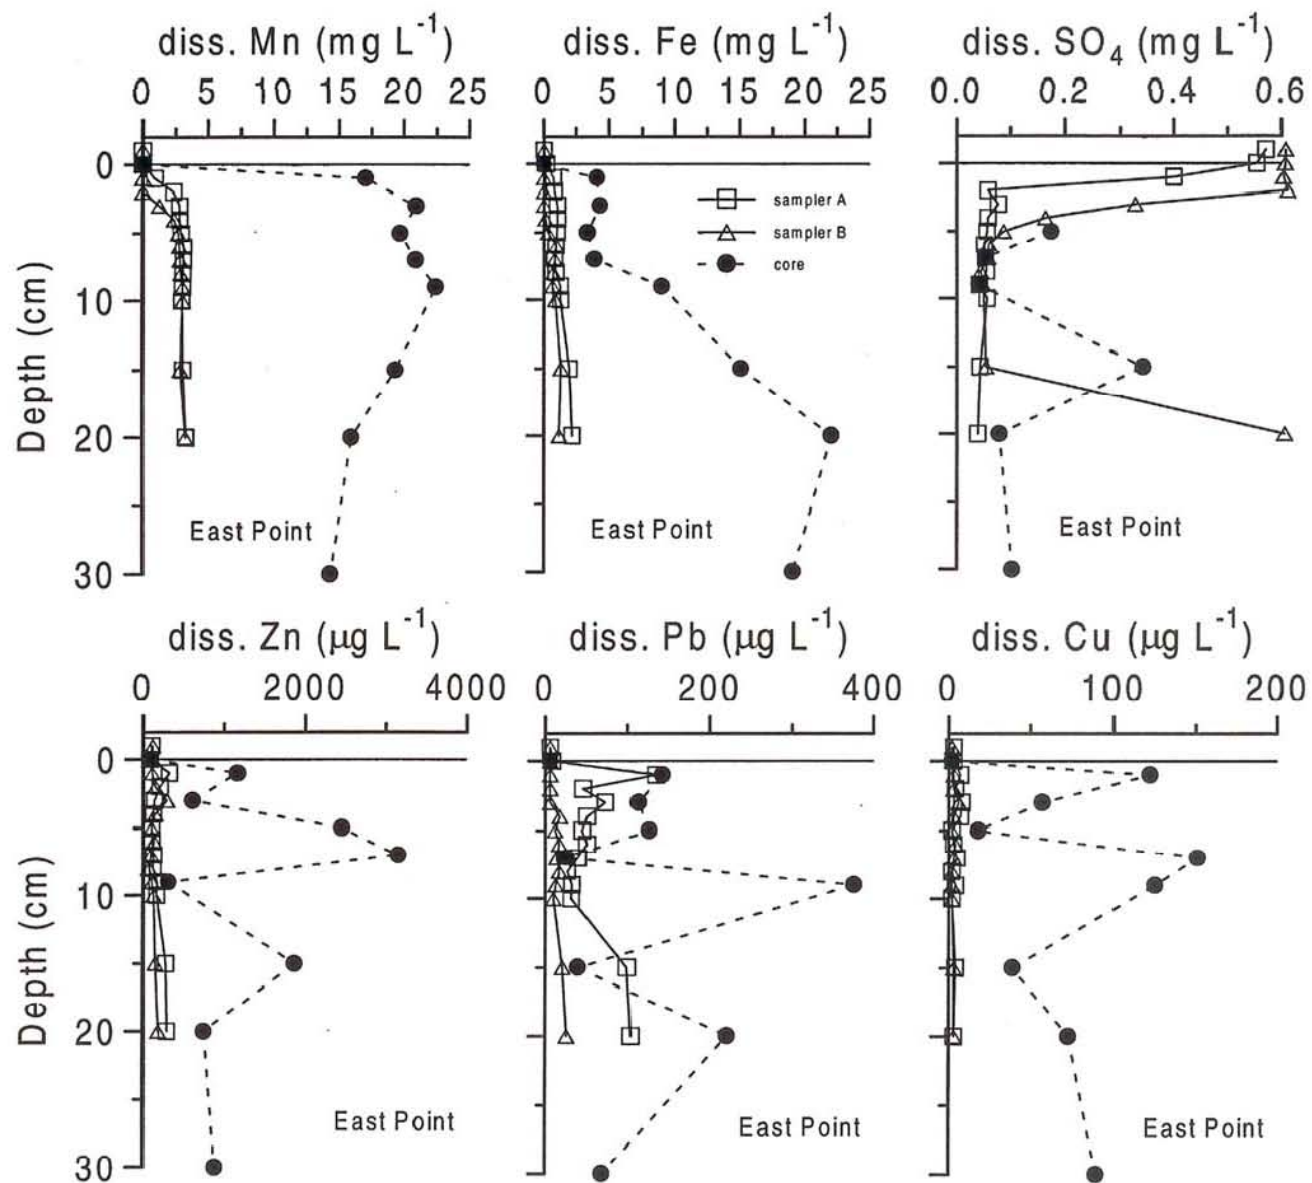 diss. Mn (mg L⁻¹)
0 5 10 15 20 25
diss. Fe (mg L⁻¹)
0 5 10 15 20 25
diss. SO₄ (mg L⁻¹)
0.0 0.2 0.4 0.6
Depth (cm)
0
10
20
30
sampler A
sampler B
core
East Point
East Point
East Point
diss. Zn (µg L⁻¹)
0 2000 4000
diss. Pb (µg L⁻¹)
0 200 400
diss. Cu (µg L⁻¹)
0 100 200
Depth (cm)
0
10
20
30
East Point
East Point
East Point